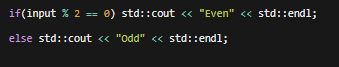 if(input % 2 == 0) std::cout << "Even" << std::endl;
else std::cout << "Odd" << std::endl;